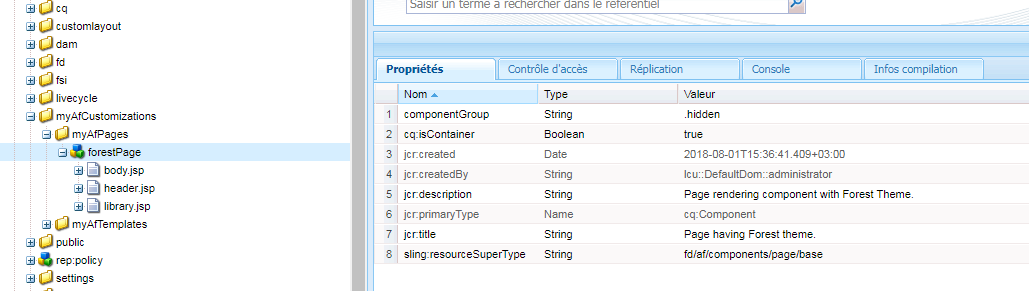 cq
customlayout
dam
fd
fsi
livecycle
myAfCustomizations
myAfPages
forestPage
body.jsp
header.jsp
library.jsp
myAfTemplates
public
rep:policy
settings
Saisir un terme à rechercher dans le référentiel
Propriétés Contrôle d'accès Réplication Console Infos compilation
Nom Type Valeur
1 componentGroup String .hidden
2 cq:isContainer Boolean true
3 jcr:created Date 2018-08-01T15:36:41.409+03:00
4 jcr:createdBy String lcu::DefaultDom::administrator
5 jcr:description String Page rendering component with Forest Theme.
6 jcr:primaryType Name cq:Component
7 jcr:title String Page having Forest theme.
8 sling:resourceSuperType String fd/af/components/page/base